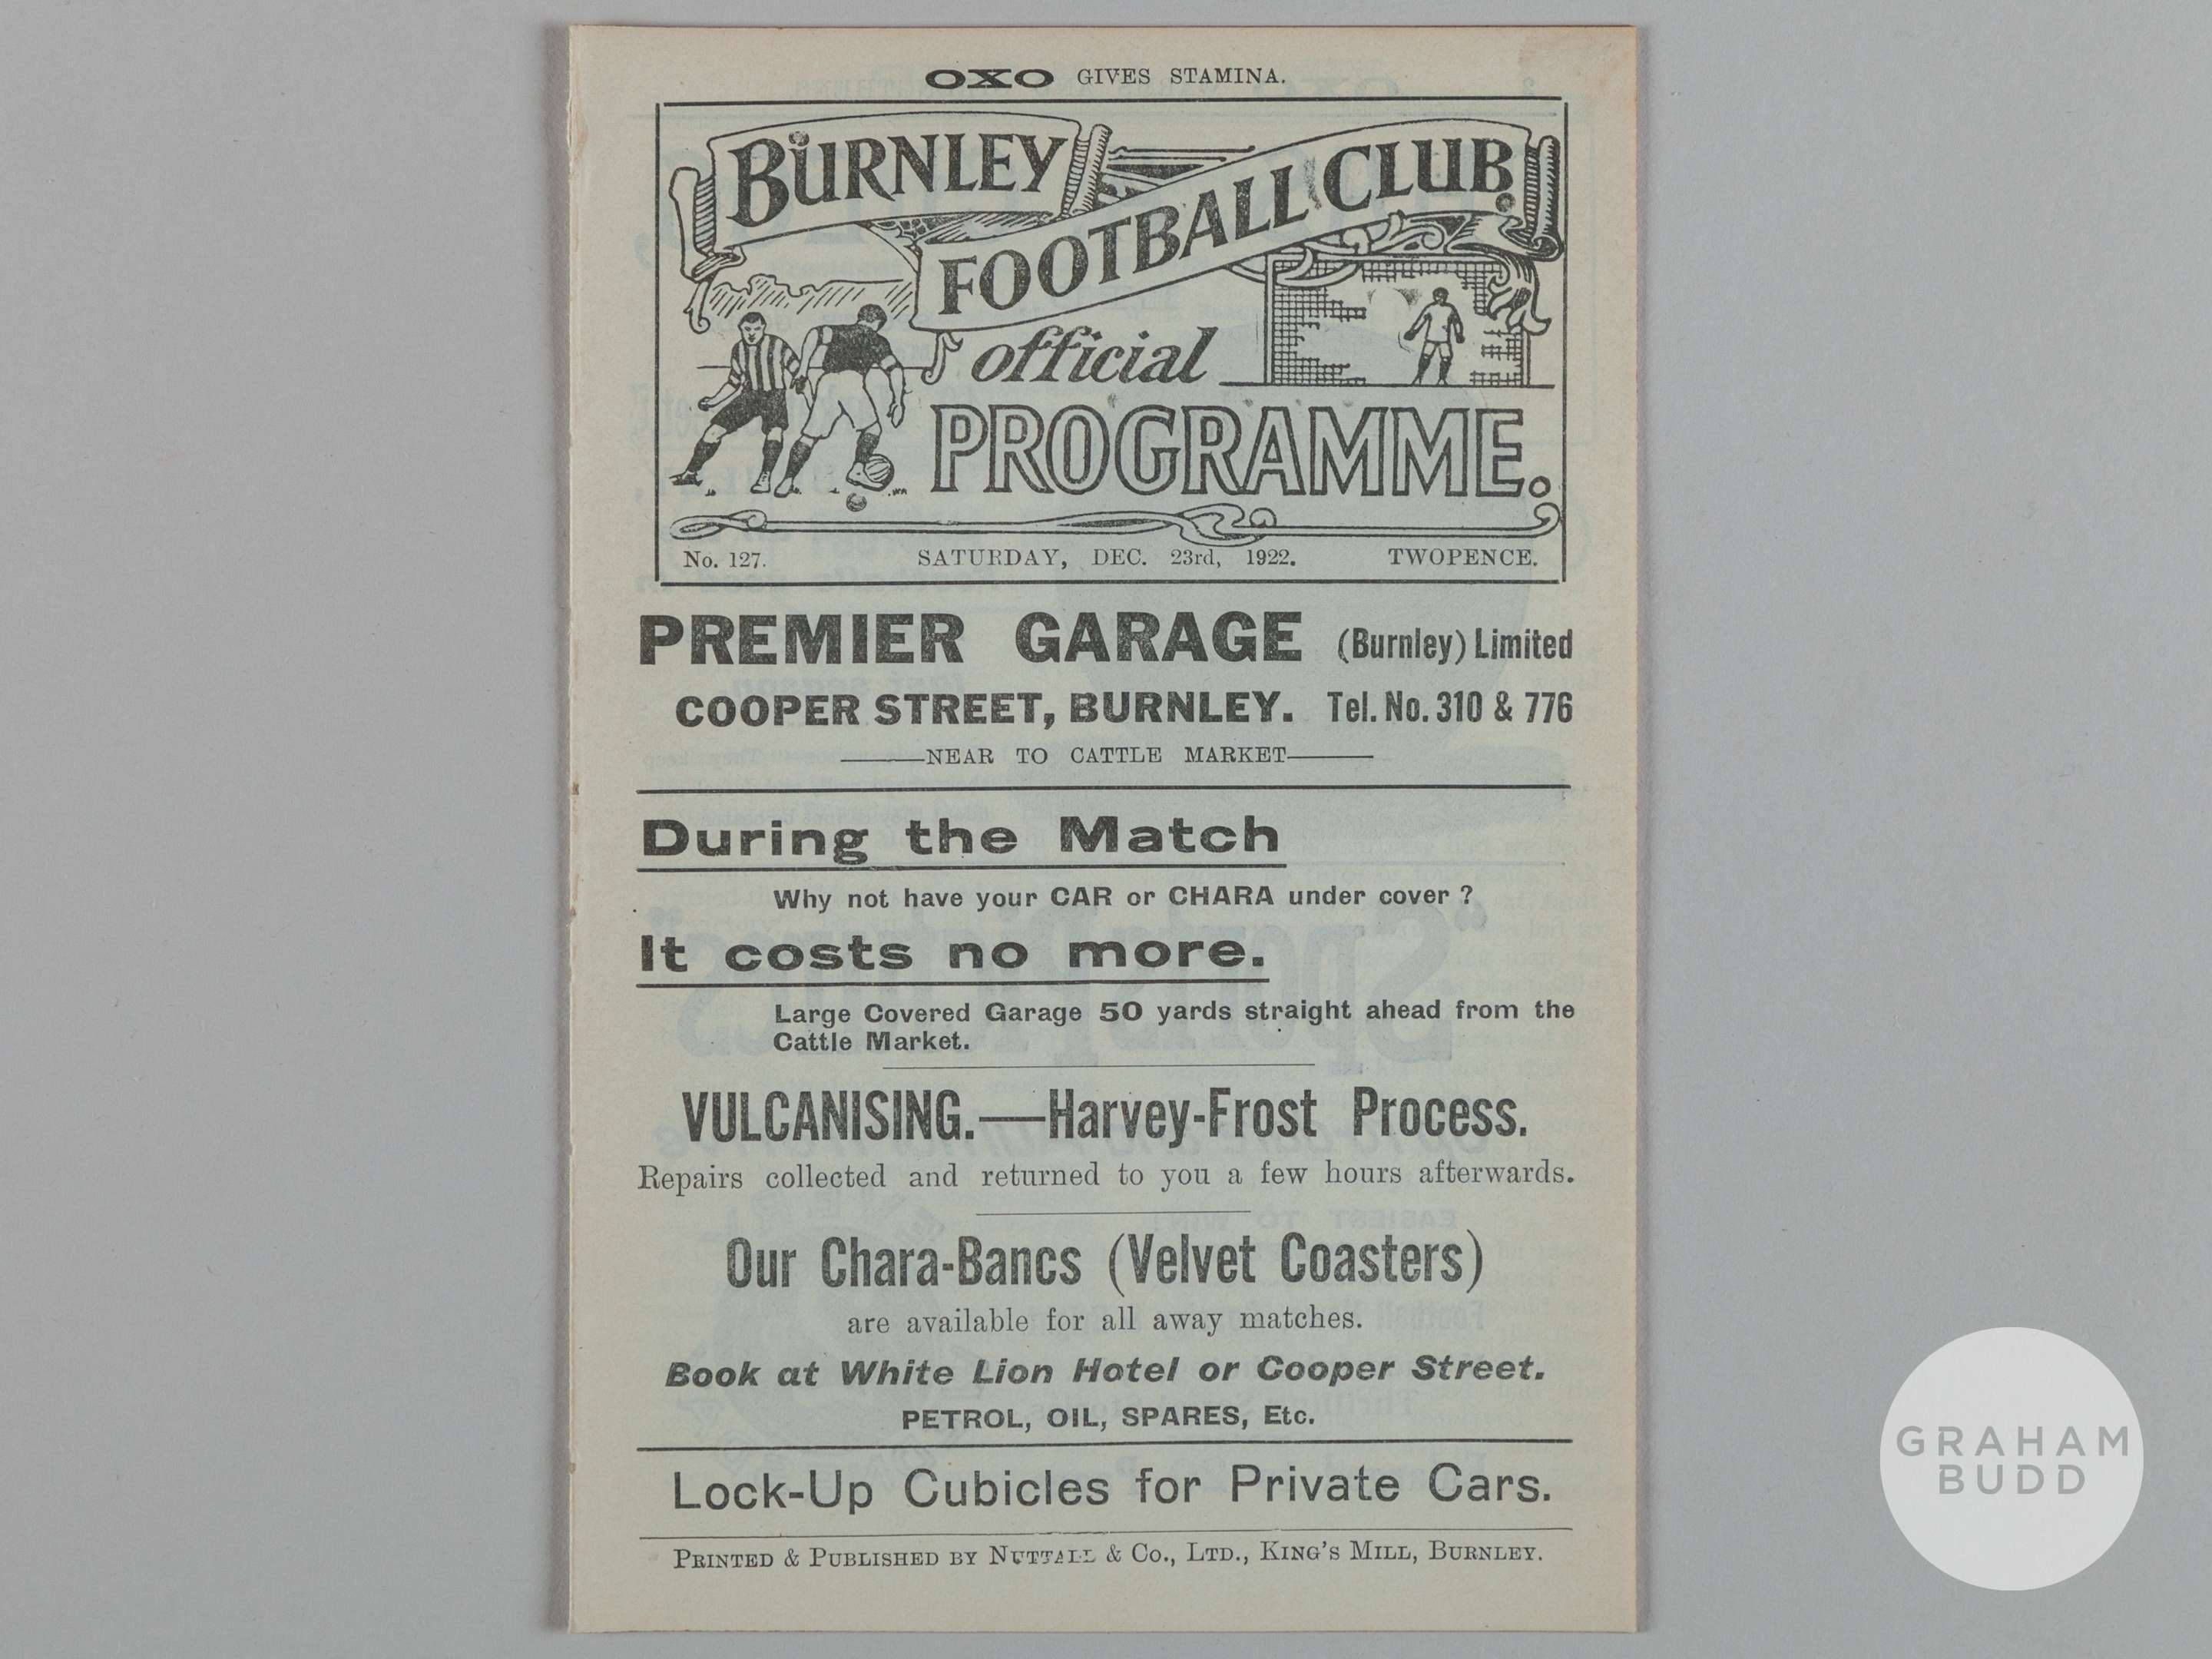 OXO GIVES STAMINA.
BURNLEY FOOTBALL CLUB.
official
PROGRAMME.
No. 127. SATURDAY, DEC. 23rd, 1922. TWOPENCE.
PREMIER GARAGE (Burnley) Limited
COOPER STREET, BURNLEY. Tel. No. 310 & 776
NEAR TO CATTLE MARKET
During the Match
Why not have your CAR or CHARA under cover ?
It costs no more.
Large Covered Garage 50 yards straight ahead from the
Cattle Market.
VULCANISING.—Harvey-Frost Process.
Repairs collected and returned to you a few hours afterwards.
Our Chara-Bancs (Velvet Coasters)
are available for all away matches.
Book at White Lion Hotel or Cooper Street.
PETROL, OIL, SPARES, Etc.
Lock-Up Cubicles for Private Cars.
PRINTED & PUBLISHED BY NUTTALL & CO., LTD., KING'S MILL, BURNLEY.
GRAHAM
BUDD